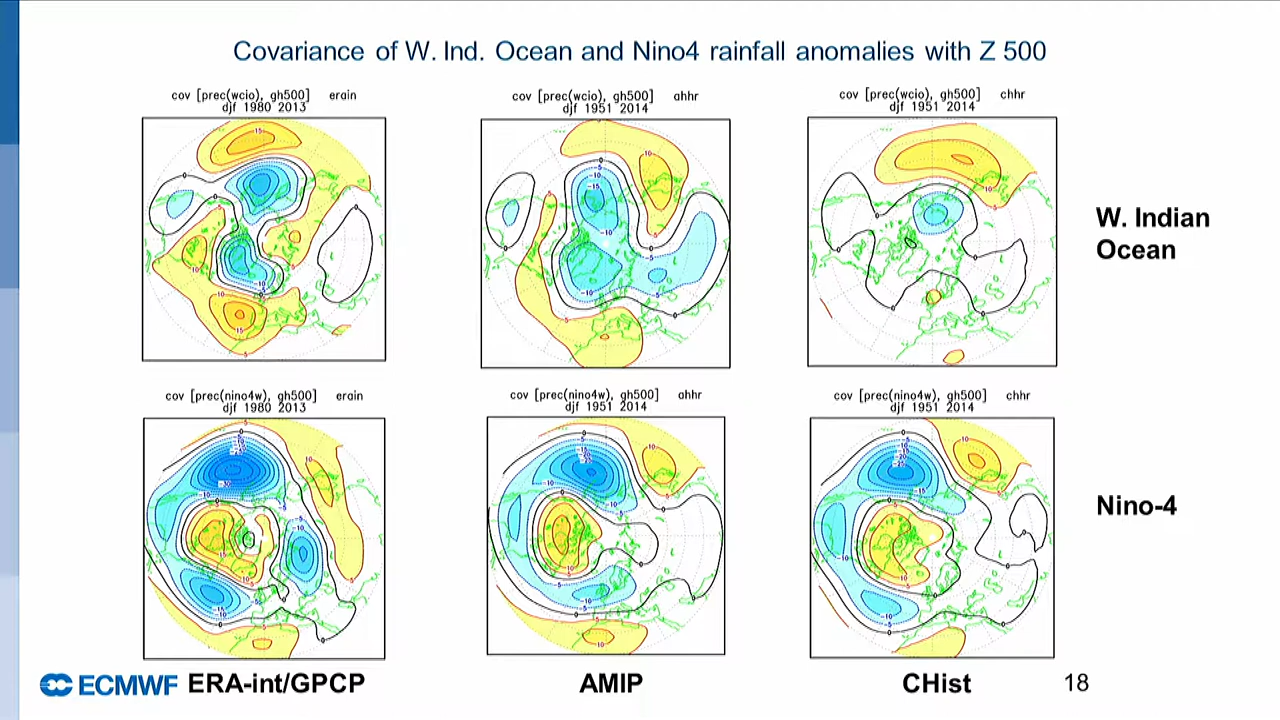 Covariance of W. Ind. Ocean and Nino4 rainfall anomalies with Z 500
cov [prec(wcio), gh500] erain
djf 1980 2013
cov [prec(wcio), gh500] ahhr
djf 1951 2014
cov [prec(wcio), gh500] chhr
djf 1951 2014
W. Indian
Ocean
cov [prec(nino4w), gh500] erain
djf 1980 2013
cov [prec(nino4w), gh500] ahhr
djf 1951 2014
cov [prec(nino4w), gh500] chhr
djf 1951 2014
Nino-4
ECMWF
ERA-int/GPCP
AMIP
CHist
18